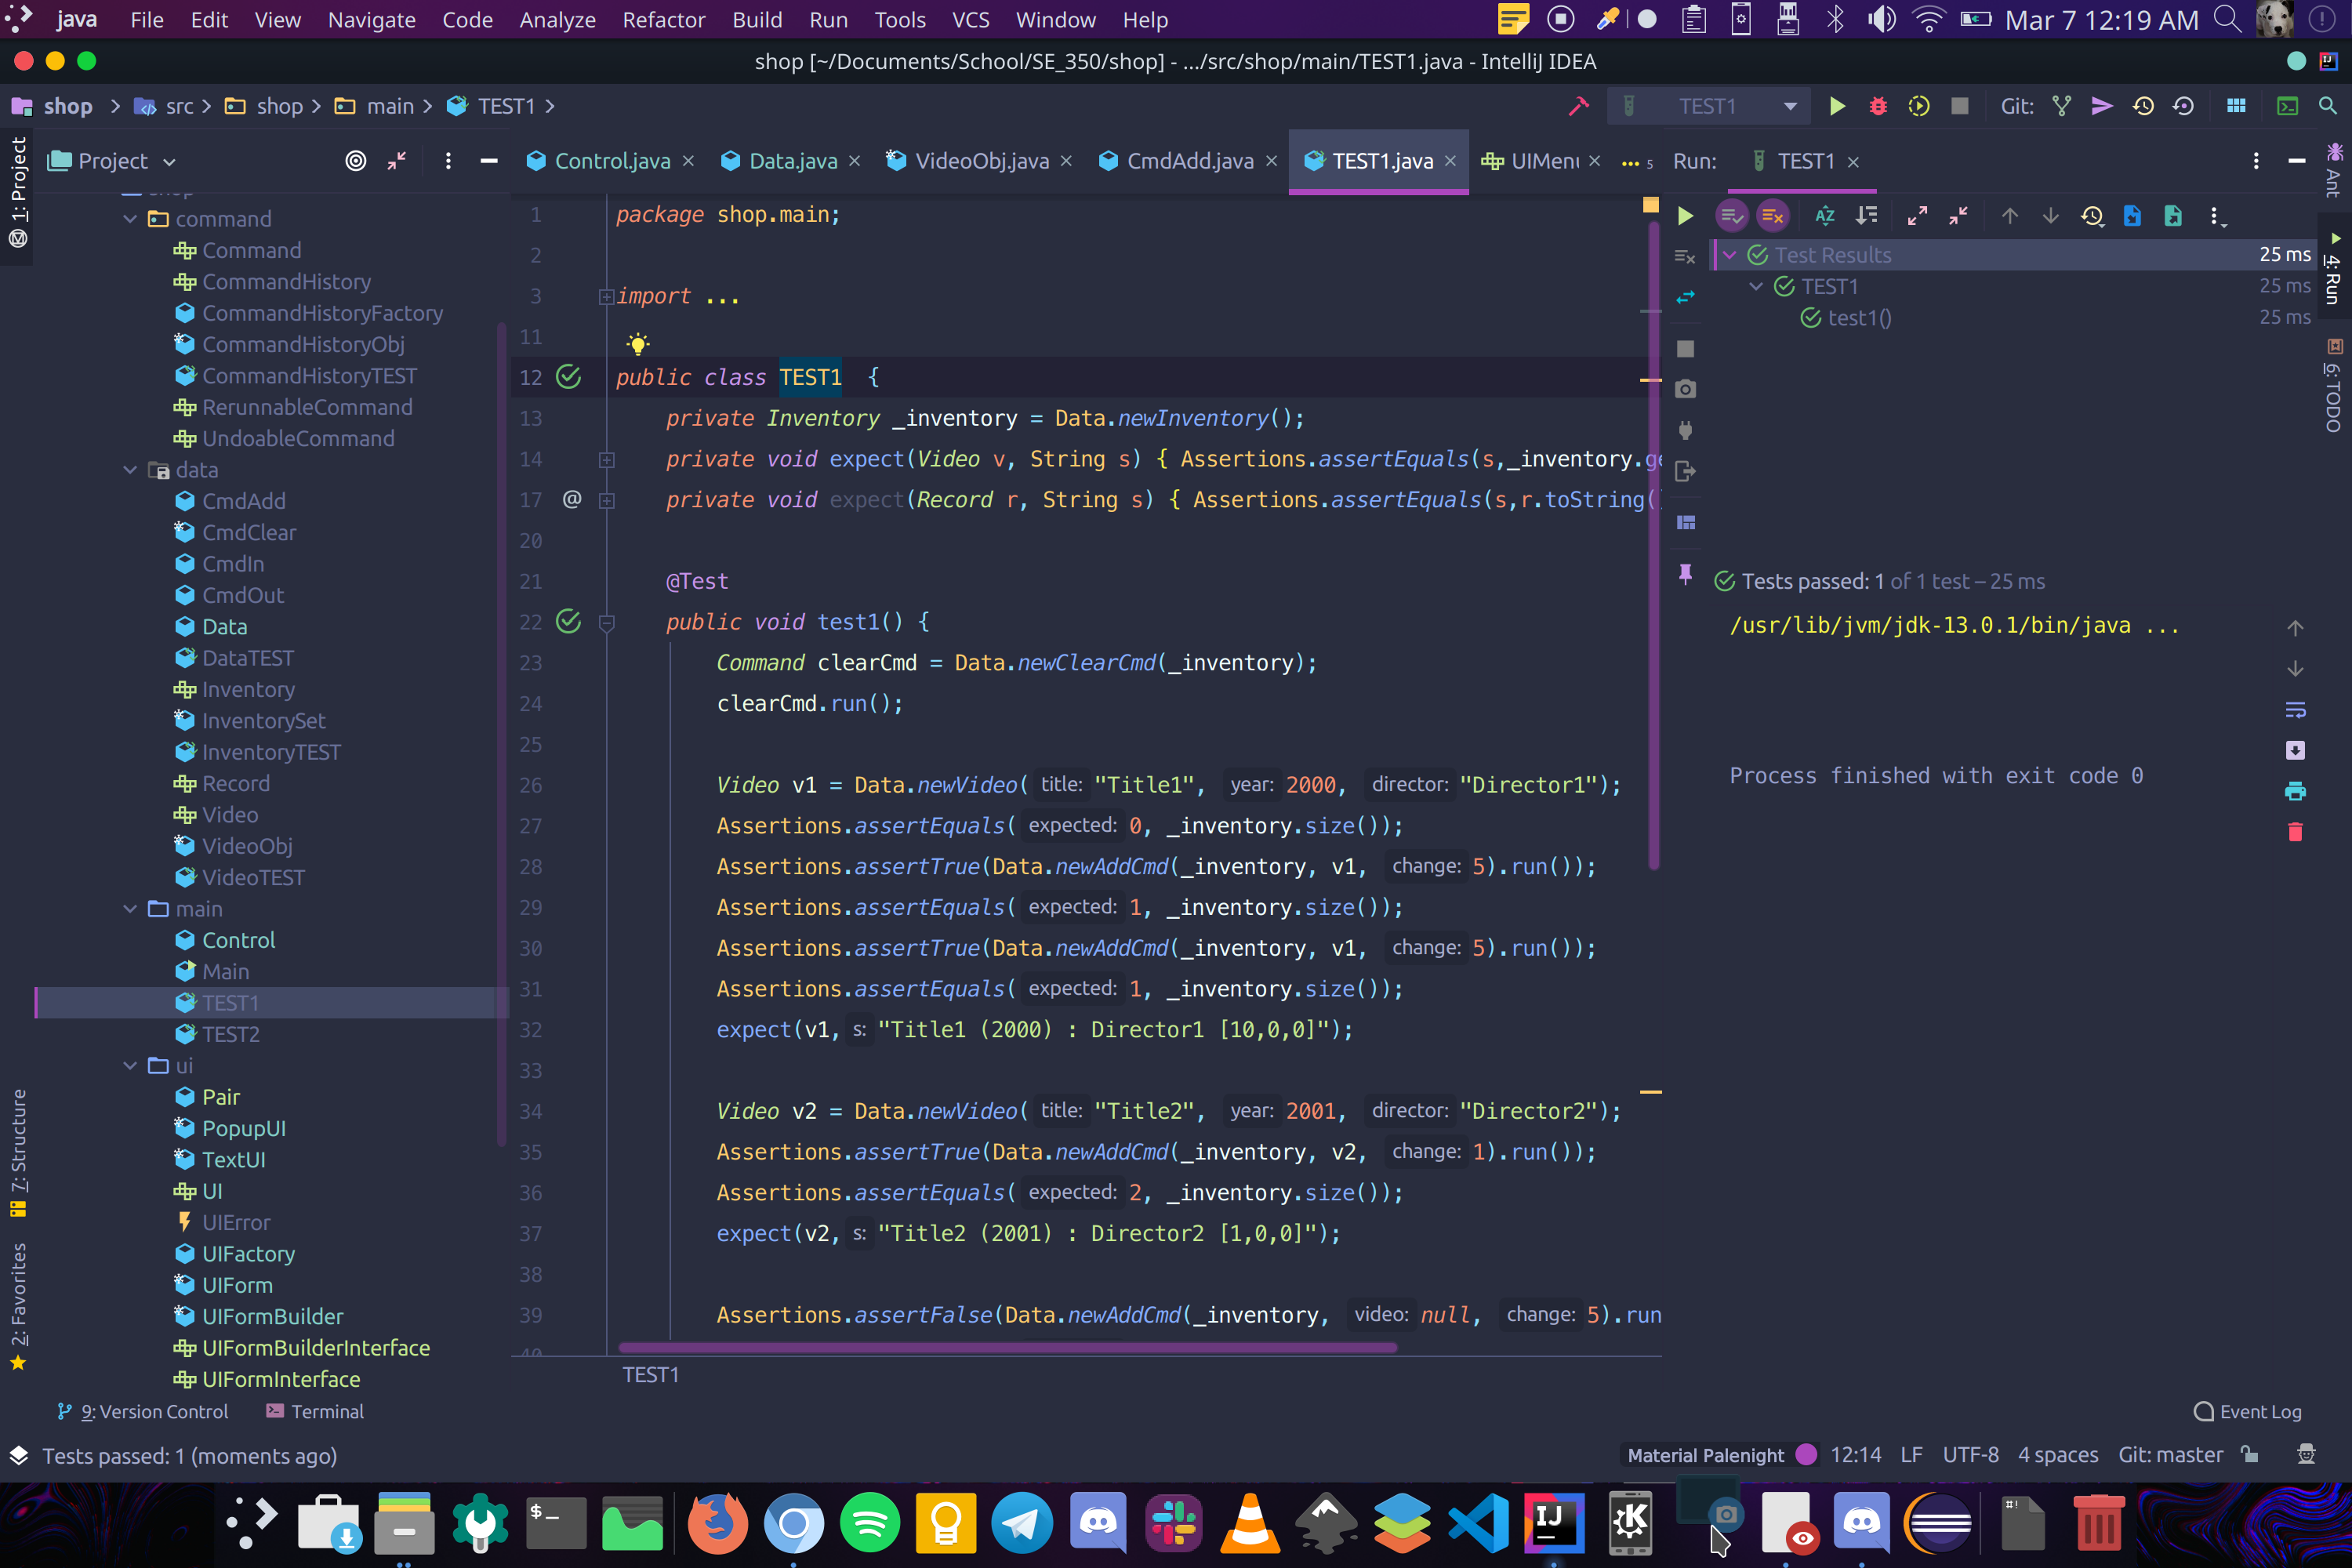 java File Edit View Navigate Code Analyze Refactor Build Run Tools VCS Window Help Mar 7 12:19 AM
shop [~/Documents/School/SE_350/shop] - .../src/shop/main/TEST1.java - IntelliJ IDEA
shop src shop main TEST1 TEST1 Git:
1: Project
Project
Control.java Data.java VideoObj.java CmdAdd.java TEST1.java UIMenu 5
Run: TEST1
Ant
4: Run
6: TODO
command
Command
CommandHistory
CommandHistoryFactory
CommandHistoryObj
CommandHistoryTEST
RerunnableCommand
UndoableCommand
data
CmdAdd
CmdClear
CmdIn
CmdOut
Data
DataTEST
Inventory
InventorySet
InventoryTEST
Record
Video
VideoObj
VideoTEST
main
Control
Main
TEST1
TEST2
ui
Pair
PopupUI
TextUI
UI
UIError
UIFactory
UIForm
UIFormBuilder
UIFormBuilderInterface
UIFormInterface
7: Structure
2: Favorites
1 package shop.main;
2
3 import ...
11
12 public class TEST1 {
13 private Inventory _inventory = Data.newInventory();
14 private void expect(Video v, String s) { Assertions.assertEquals(s,_inventory.ge
17 @ private void expect(Record r, String s) { Assertions.assertEquals(s,r.toString(
20
21 @Test
22 public void test1() {
23 Command clearCmd = Data.newClearCmd(_inventory);
24 clearCmd.run();
25
26 Video v1 = Data.newVideo( title: "Title1", year: 2000, director: "Director1");
27 Assertions.assertEquals( expected: 0, _inventory.size());
28 Assertions.assertTrue(Data.newAddCmd(_inventory, v1, change: 5).run());
29 Assertions.assertEquals( expected: 1, _inventory.size());
30 Assertions.assertTrue(Data.newAddCmd(_inventory, v1, change: 5).run());
31 Assertions.assertEquals( expected: 1, _inventory.size());
32 expect(v1, s: "Title1 (2000) : Director1 [10,0,0]");
33
34 Video v2 = Data.newVideo( title: "Title2", year: 2001, director: "Director2");
35 Assertions.assertTrue(Data.newAddCmd(_inventory, v2, change: 1).run());
36 Assertions.assertEquals( expected: 2, _inventory.size());
37 expect(v2, s: "Title2 (2001) : Director2 [1,0,0]");
38
39 Assertions.assertFalse(Data.newAddCmd(_inventory, video: null, change: 5).run
TEST1
Test Results 25 ms
TEST1 25 ms
test1() 25 ms
Tests passed: 1 of 1 test – 25 ms
/usr/lib/jvm/jdk-13.0.1/bin/java ...
Process finished with exit code 0
9: Version Control Terminal Event Log
Tests passed: 1 (moments ago) Material Palenight 12:14 LF UTF-8 4 spaces Git: master